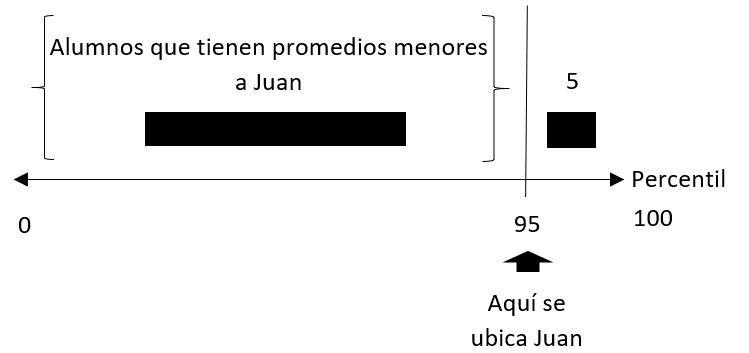 Alumnos que tienen promedios menores
a Juan
5
Percentil
0
95
100
Aquí se
ubica Juan